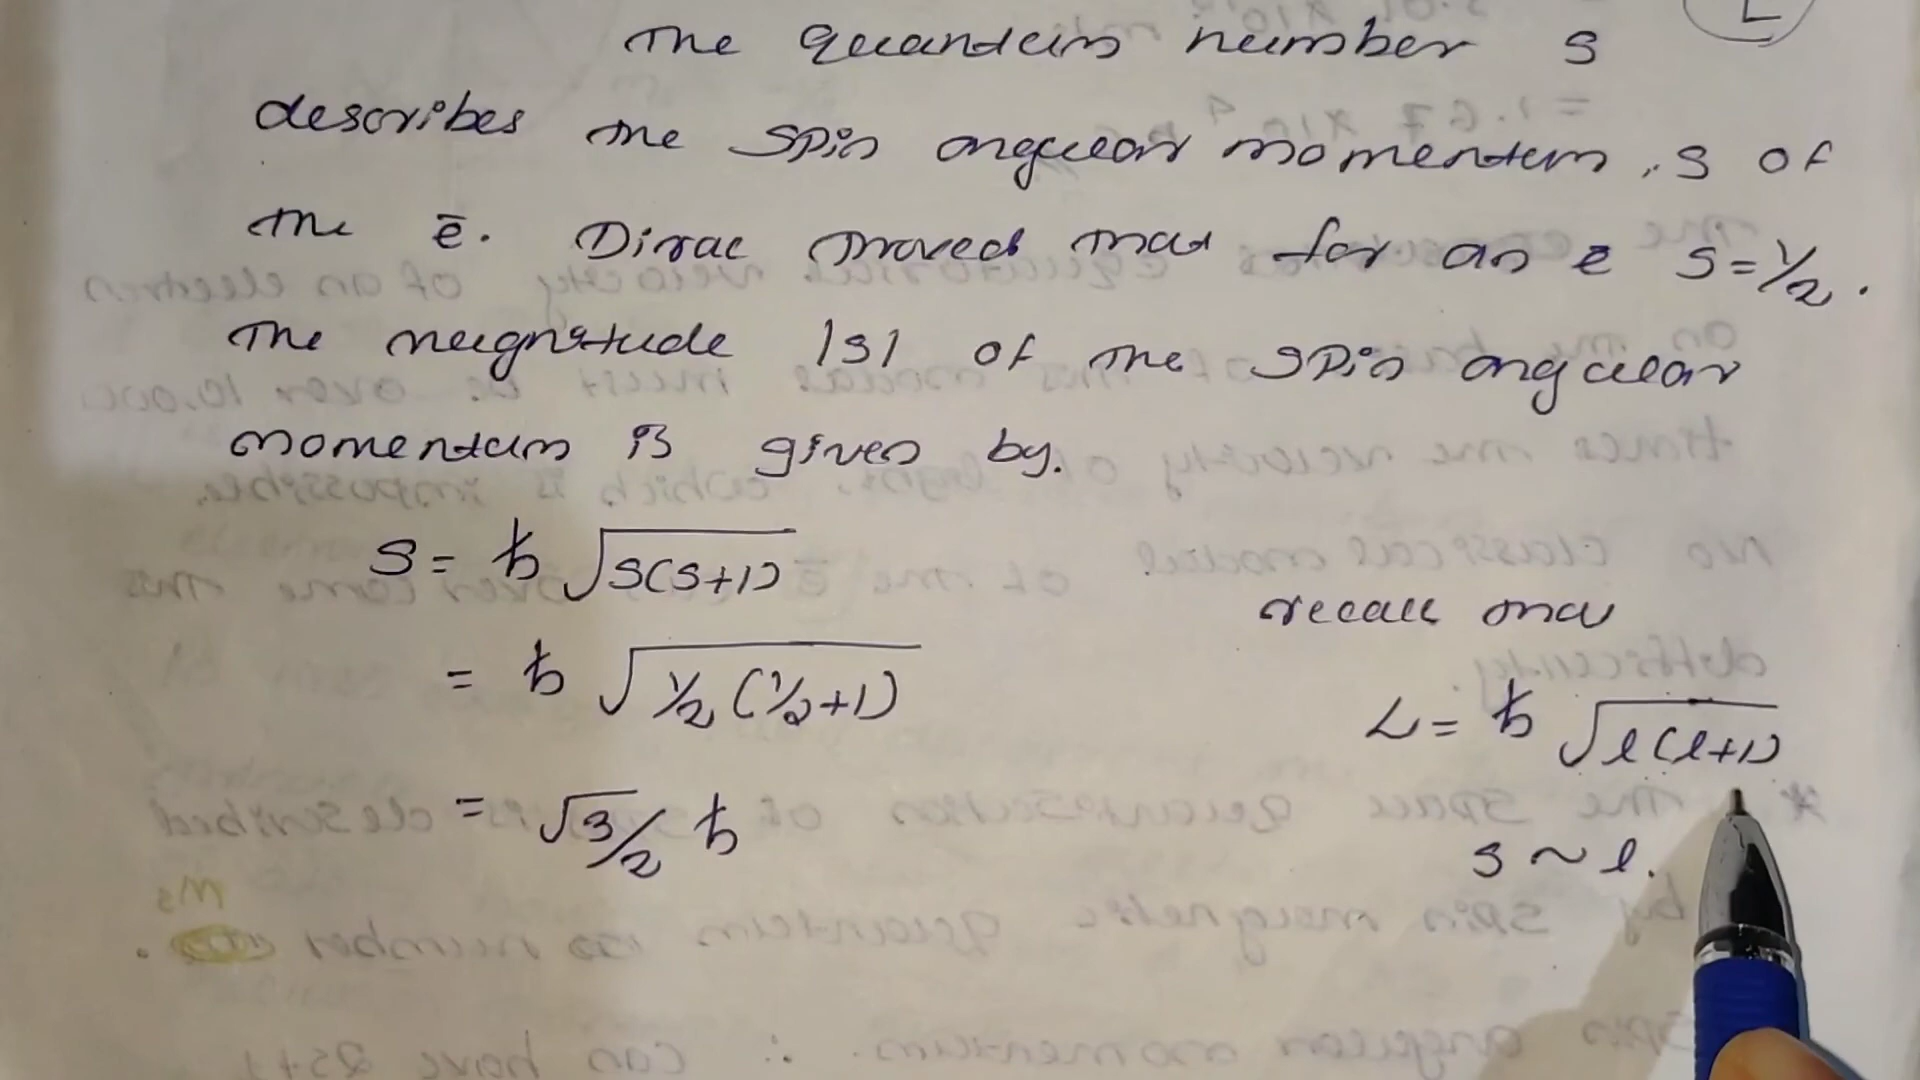 L
The quantum number s
describes the spin angular momentum, S of
the ē. Dirac proved that for an e s = 1/2.
The magnitude |S| of the spin angular
momentum is given by.
S = ħ √s(s+1)
= ħ √1/2 (1/2+1)
= √3/2 ħ
recall that
L = ħ √l(l+1)
s ~ l.